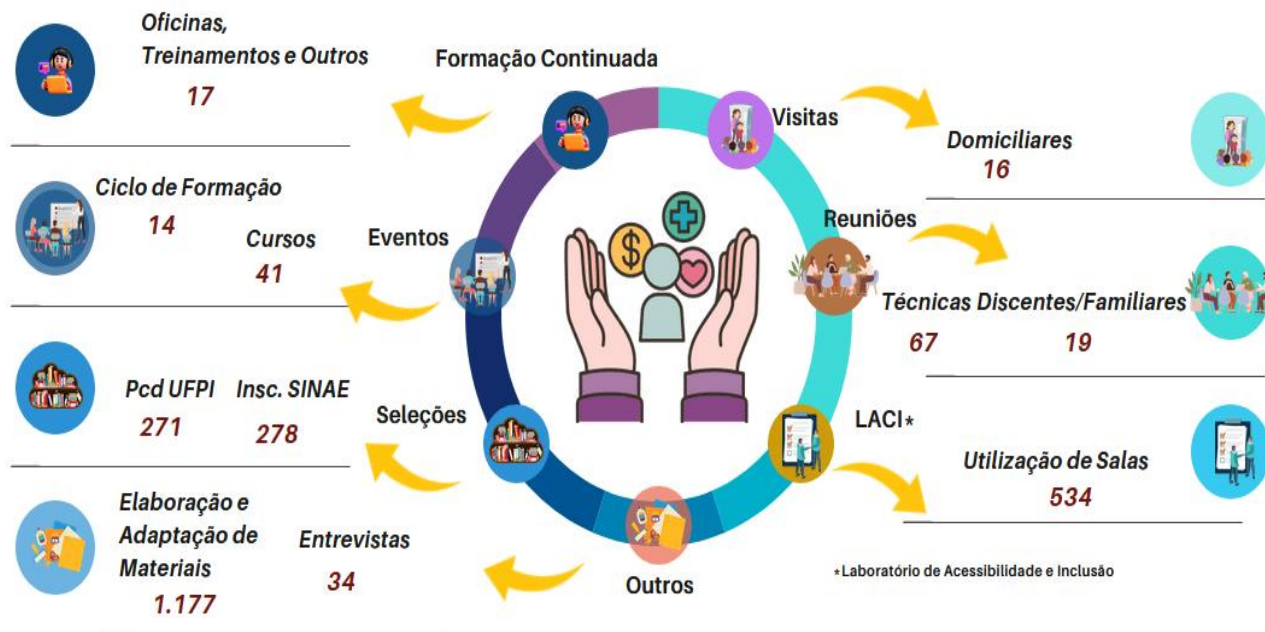 Oficinas,
Treinamentos e Outros
17
Formação Continuada
Visitas
Domiciliares
16
Ciclo de Formação
14
Cursos
41
Eventos
Reuniões
Técnicas Discentes/Familiares
67 19
Pcd UFPI Insc. SINAE
271 278
Seleções
LACI*
Utilização de Salas
534
Elaboração e
Adaptação de
Materiais
1.177
Entrevistas
34
Outros
*Laboratório de Acessibilidade e Inclusão
$